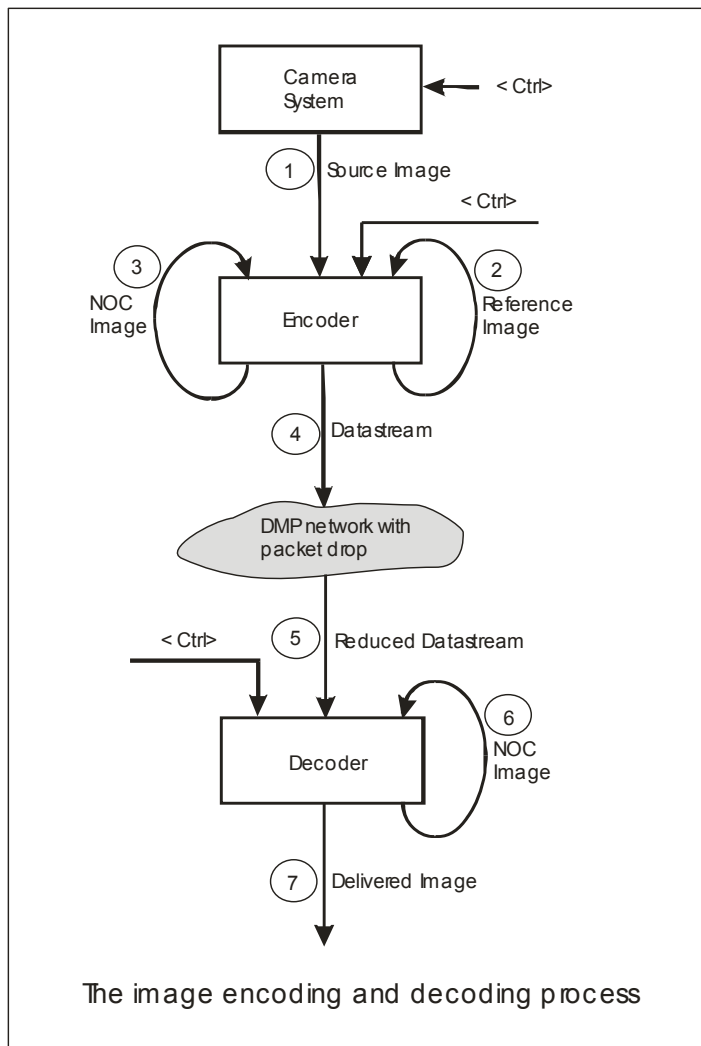 Camera
System
< Ctrl>
1
Source Image
< Ctrl>
3
NOC
Image
2
Reference
Image
Encoder
4
Datastream
DMP network with
packet drop
5
Reduced Datastream
< Ctrl>
6
NOC
Image
Decoder
7
Delivered Image
The image encoding and decoding process